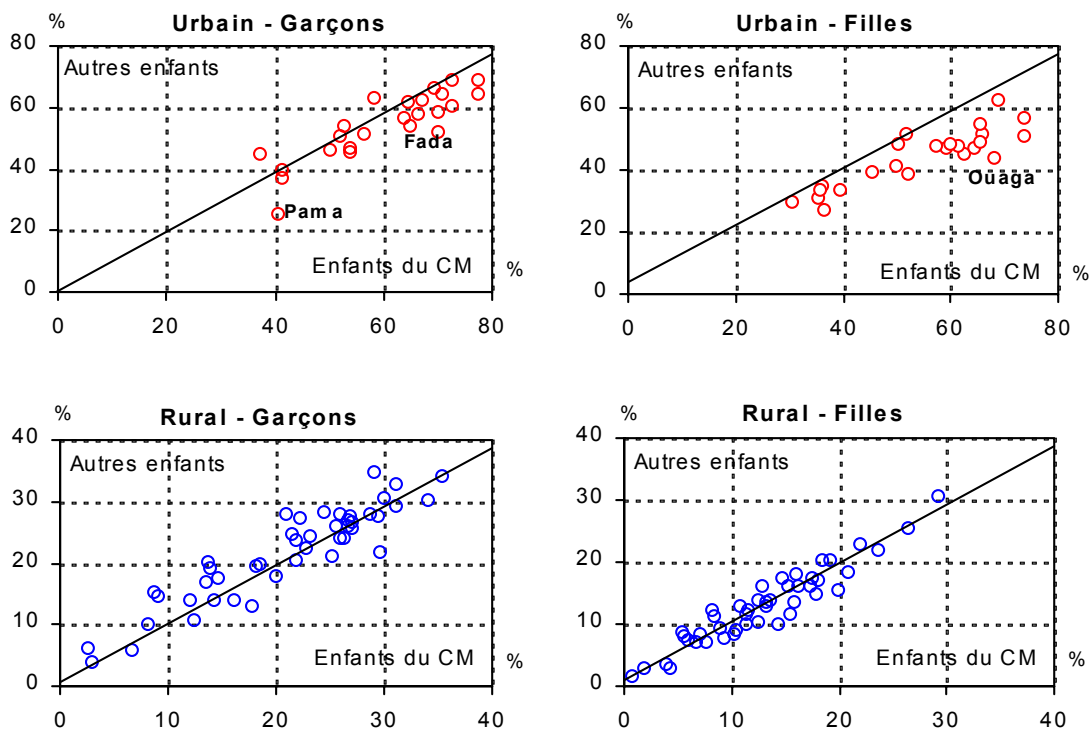 % Urbain - Garçons
80
Autres enfants
60
Fada
40
Pama
20
Enfants du CM %
0
0 20 40 60 80
% Urbain - Filles
80
Autres enfants
60
40
Ouaga
20
Enfants du CM %
0
0 20 40 60 80
% Rural - Garçons
40
Autres enfants
30
20
10
Enfants du CM %
0
0 10 20 30 40
% Rural - Filles
40
Autres enfants
30
20
10
Enfants du CM %
0
0 10 20 30 40